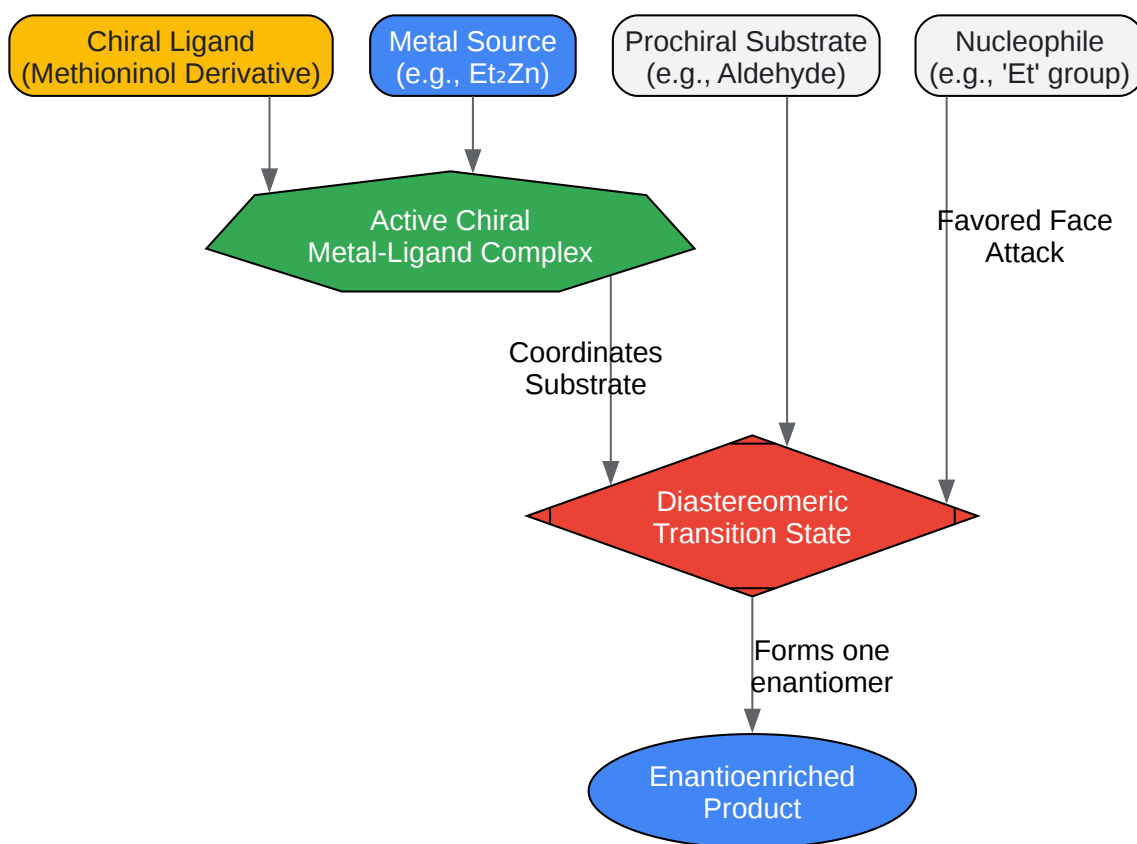 Chiral Ligand
(Methioninol Derivative)
Metal Source
(e.g., Et₂Zn)
Prochiral Substrate
(e.g., Aldehyde)
Nucleophile
(e.g., 'Et' group)
Active Chiral
Metal-Ligand Complex
Favored Face
Attack
Coordinates
Substrate
Diastereomeric
Transition State
Forms one
enantiomer
Enantioenriched
Product